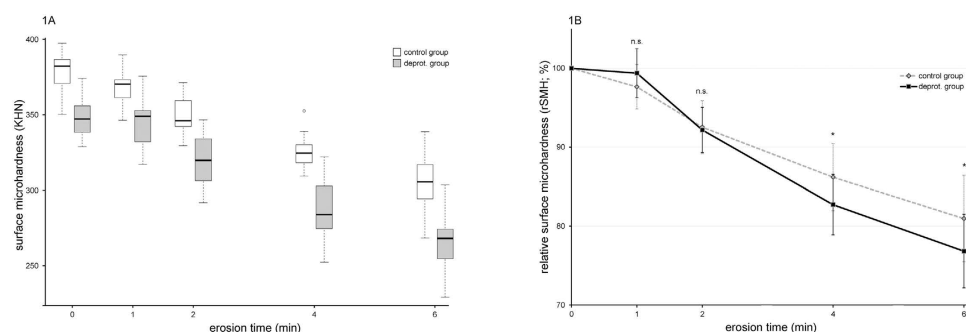 1A
surface microhardness (KHN)
400
350
300
250
0
1
2
4
6
erosion time (min)
control group
deprot. group
1B
relative surface microhardness (rSMH; %)
100
90
80
70
n.s.
n.s.
*
*
0
1
2
4
6
erosion time (min)
control group
deprot. group